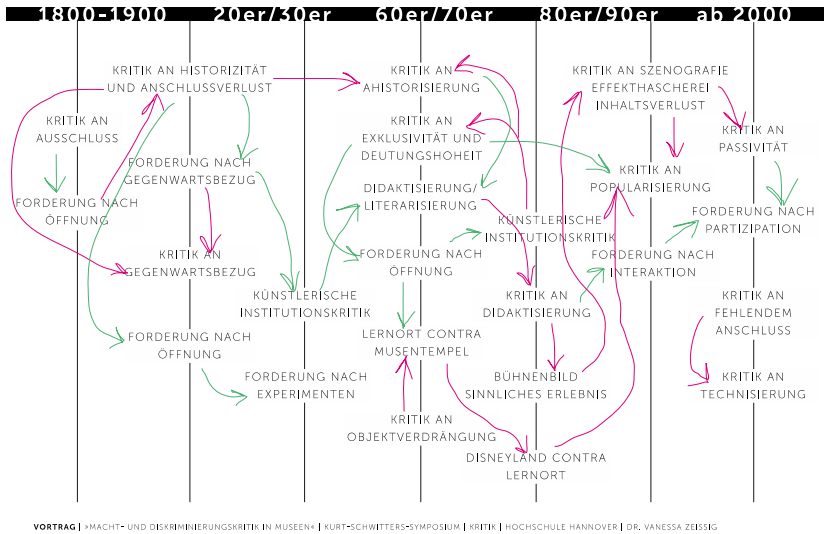 1800-1900
20er/30er
60er/70er
80er/90er
ab 2000
KRITIK AN HISTORIZITÄT
UND ANSCHLUSSVERLUST
KRITIK AN
AUSSCHLUSS
FORDERUNG NACH
GEGENWARTSBEZUG
FORDERUNG NACH
ÖFFNUNG
KRITIK AN
GEGENWARTSBEZUG
KÜNSTLERISCHE
INSTITUTIONSKRITIK
FORDERUNG NACH
ÖFFNUNG
FORDERUNG NACH
EXPERIMENTEN
KRITIK AN
AHISTORISIERUNG
KRITIK AN
EXKLUSIVITÄT UND
DEUTUNGSHOHEIT
DIDAKTISIERUNG/
LITERARISIERUNG
FORDERUNG NACH
ÖFFNUNG
LERNORT CONTRA
MUSENTEMPEL
KRITIK AN
OBJEKTVERDRÄNGUNG
KÜNSTLERISCHE
INSTITUTIONSKRITIK
KRITIK AN
DIDAKTISIERUNG
BÜHNENBILD
SINNLICHES ERLEBNIS
DISNEYLAND CONTRA
LERNORT
KRITIK AN SZENOGRAFIE
EFFEKTHASCHEREI
INHALTSVERLUST
KRITIK AN
POPULARISIERUNG
FORDERUNG NACH
INTERAKTION
KRITIK AN
PASSIVITÄT
FORDERUNG NACH
PARTIZIPATION
KRITIK AN
FEHLENDEM
ANSCHLUSS
KRITIK AN
TECHNISIERUNG
VORTRAG | »MACHT- UND DISKRIMINIERUNGSKRITIK IN MUSEEN« | KURT-SCHWITTERS-SYMPOSIUM | KRITIK | HOCHSCHULE HANNOVER | DR. VANESSA ZEISSIG